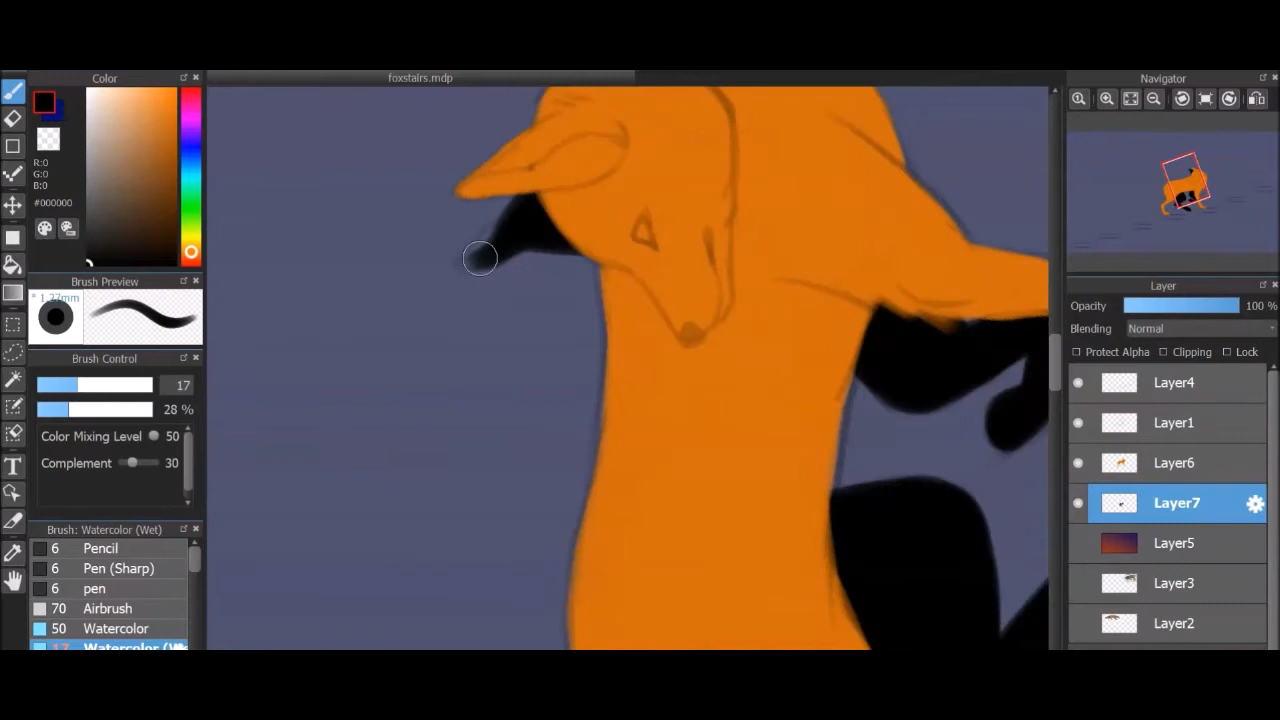 Color
foxstairs.mdp
Navigator
R:0
G:0
B:0
#000000
Brush Preview
* 1.27mm
Brush Control
17
28 %
Color Mixing Level 50
Complement 30
Brush: Watercolor (Wet)
6 Pencil
6 Pen (Sharp)
6 pen
70 Airbrush
50 Watercolor
Layer
Opacity 100 %
Blending Normal
Protect Alpha Clipping Lock
Layer4
Layer1
Layer6
Layer7
Layer5
Layer3
Layer2